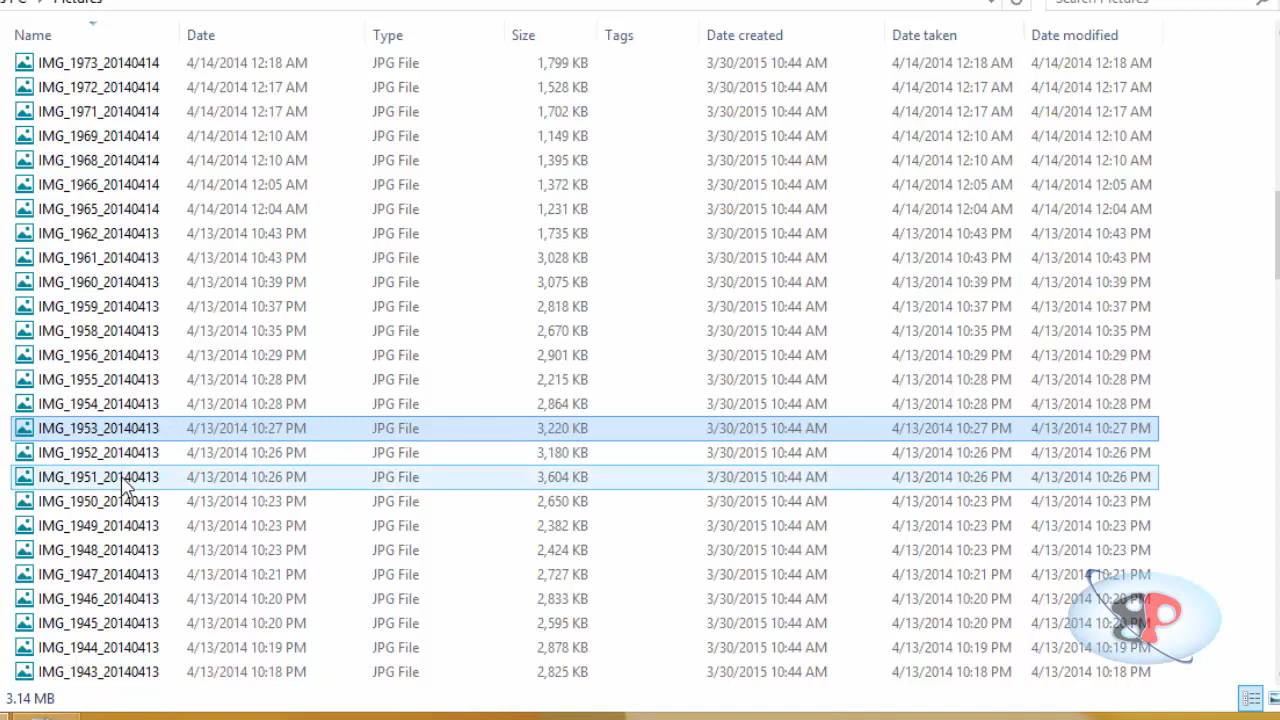 Pictures
Search Pictures
Name Date Type Size Tags Date created Date taken Date modified
IMG_1973_20140414 4/14/2014 12:18 AM JPG File 1,799 KB 3/30/2015 10:44 AM 4/14/2014 12:18 AM 4/14/2014 12:18 AM
IMG_1972_20140414 4/14/2014 12:17 AM JPG File 1,528 KB 3/30/2015 10:44 AM 4/14/2014 12:17 AM 4/14/2014 12:17 AM
IMG_1971_20140414 4/14/2014 12:17 AM JPG File 1,702 KB 3/30/2015 10:44 AM 4/14/2014 12:17 AM 4/14/2014 12:17 AM
IMG_1969_20140414 4/14/2014 12:10 AM JPG File 1,149 KB 3/30/2015 10:44 AM 4/14/2014 12:10 AM 4/14/2014 12:10 AM
IMG_1968_20140414 4/14/2014 12:10 AM JPG File 1,395 KB 3/30/2015 10:44 AM 4/14/2014 12:10 AM 4/14/2014 12:10 AM
IMG_1966_20140414 4/14/2014 12:05 AM JPG File 1,372 KB 3/30/2015 10:44 AM 4/14/2014 12:05 AM 4/14/2014 12:05 AM
IMG_1965_20140414 4/14/2014 12:04 AM JPG File 1,231 KB 3/30/2015 10:44 AM 4/14/2014 12:04 AM 4/14/2014 12:04 AM
IMG_1962_20140413 4/13/2014 10:43 PM JPG File 1,735 KB 3/30/2015 10:44 AM 4/13/2014 10:43 PM 4/13/2014 10:43 PM
IMG_1961_20140413 4/13/2014 10:43 PM JPG File 3,028 KB 3/30/2015 10:44 AM 4/13/2014 10:43 PM 4/13/2014 10:43 PM
IMG_1960_20140413 4/13/2014 10:39 PM JPG File 3,075 KB 3/30/2015 10:44 AM 4/13/2014 10:39 PM 4/13/2014 10:39 PM
IMG_1959_20140413 4/13/2014 10:37 PM JPG File 2,818 KB 3/30/2015 10:44 AM 4/13/2014 10:37 PM 4/13/2014 10:37 PM
IMG_1958_20140413 4/13/2014 10:35 PM JPG File 2,670 KB 3/30/2015 10:44 AM 4/13/2014 10:35 PM 4/13/2014 10:35 PM
IMG_1956_20140413 4/13/2014 10:29 PM JPG File 2,901 KB 3/30/2015 10:44 AM 4/13/2014 10:29 PM 4/13/2014 10:29 PM
IMG_1955_20140413 4/13/2014 10:28 PM JPG File 2,215 KB 3/30/2015 10:44 AM 4/13/2014 10:28 PM 4/13/2014 10:28 PM
IMG_1954_20140413 4/13/2014 10:28 PM JPG File 2,864 KB 3/30/2015 10:44 AM 4/13/2014 10:28 PM 4/13/2014 10:28 PM
IMG_1953_20140413 4/13/2014 10:27 PM JPG File 3,220 KB 3/30/2015 10:44 AM 4/13/2014 10:27 PM 4/13/2014 10:27 PM
IMG_1952_20140413 4/13/2014 10:26 PM JPG File 3,180 KB 3/30/2015 10:44 AM 4/13/2014 10:26 PM 4/13/2014 10:26 PM
IMG_1951_20140413 4/13/2014 10:26 PM JPG File 3,604 KB 3/30/2015 10:44 AM 4/13/2014 10:26 PM 4/13/2014 10:26 PM
IMG_1950_20140413 4/13/2014 10:23 PM JPG File 2,650 KB 3/30/2015 10:44 AM 4/13/2014 10:23 PM 4/13/2014 10:23 PM
IMG_1949_20140413 4/13/2014 10:23 PM JPG File 2,382 KB 3/30/2015 10:44 AM 4/13/2014 10:23 PM 4/13/2014 10:23 PM
IMG_1948_20140413 4/13/2014 10:23 PM JPG File 2,424 KB 3/30/2015 10:44 AM 4/13/2014 10:23 PM 4/13/2014 10:23 PM
IMG_1947_20140413 4/13/2014 10:21 PM JPG File 2,727 KB 3/30/2015 10:44 AM 4/13/2014 10:21 PM 4/13/2014 10:21 PM
IMG_1946_20140413 4/13/2014 10:20 PM JPG File 2,833 KB 3/30/2015 10:44 AM 4/13/2014 10:20 PM 4/13/2014 10:20 PM
IMG_1945_20140413 4/13/2014 10:20 PM JPG File 2,595 KB 3/30/2015 10:44 AM 4/13/2014 10:20 PM 4/13/2014 10:20 PM
IMG_1944_20140413 4/13/2014 10:19 PM JPG File 2,878 KB 3/30/2015 10:44 AM 4/13/2014 10:19 PM 4/13/2014 10:19 PM
IMG_1943_20140413 4/13/2014 10:18 PM JPG File 2,825 KB 3/30/2015 10:44 AM 4/13/2014 10:18 PM 4/13/2014 10:18 PM
3.14 MB